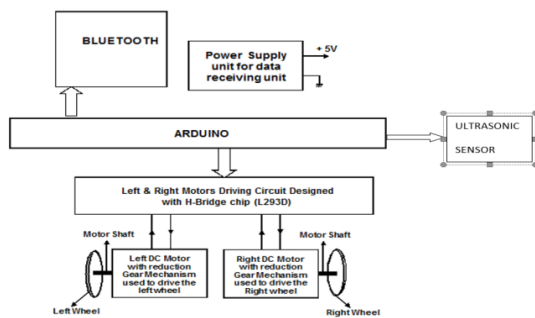 BLUETOOTH
Power Supply
unit for data
receiving unit
+ 5V
ARDUINO
ULTRASONIC
SENSOR
Left & Right Motors Driving Circuit Designed
with H-Bridge chip (L293D)
Motor Shaft
Left DC Motor
with reduction
Gear Mechanism
used to drive the
left wheel
Left Wheel
Right DC Motor
with reduction
Gear Mechanism
used to drive the
Right wheel
Motor Shaft
Right Wheel